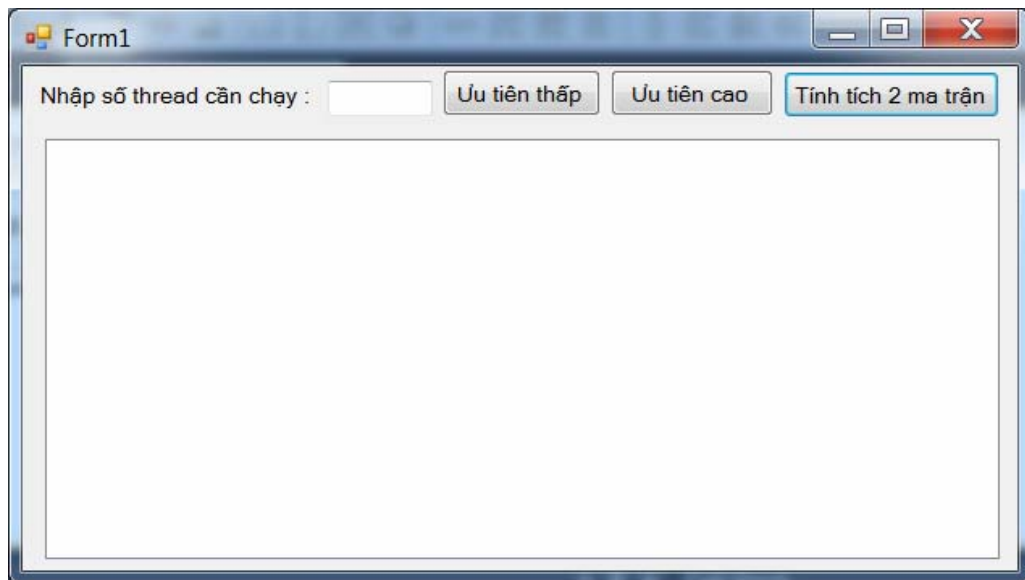 Form1
Nhập số thread cần chạy : Ưu tiên thấp Ưu tiên cao Tính tích 2 ma trận